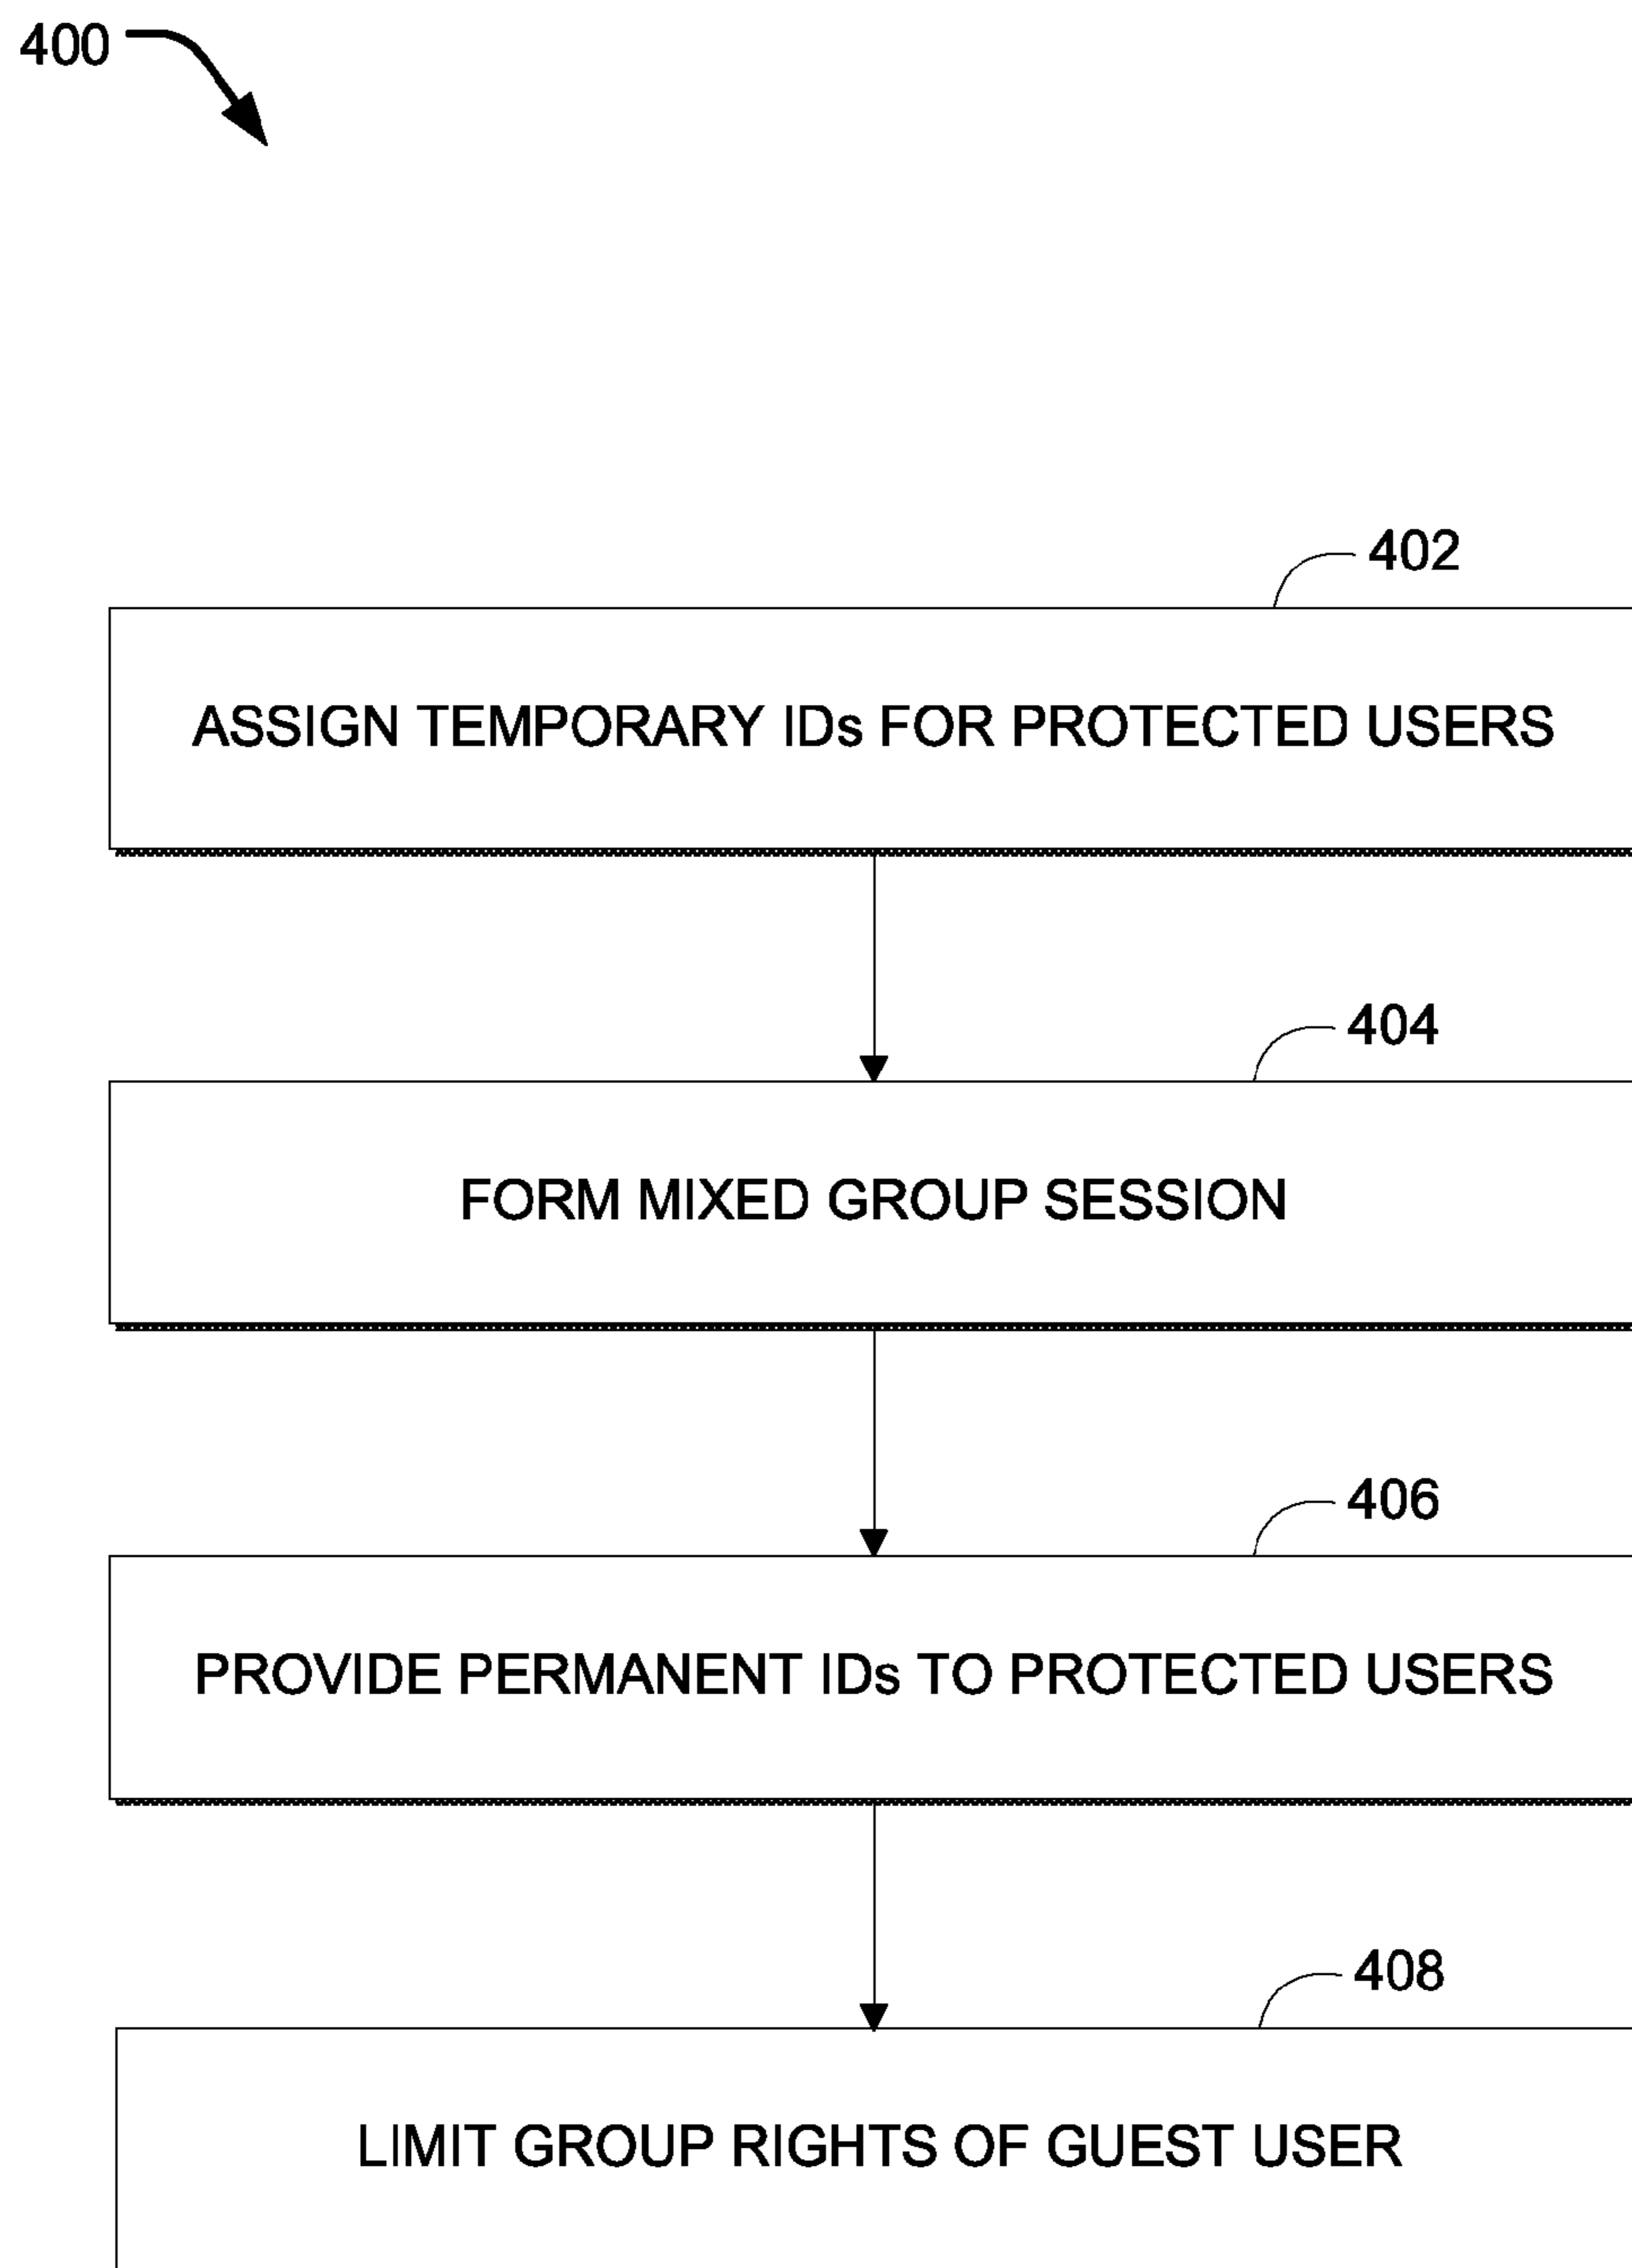 400
402
ASSIGN TEMPORARY IDs FOR PROTECTED USERS
404
FORM MIXED GROUP SESSION
406
PROVIDE PERMANENT IDs TO PROTECTED USERS
408
LIMIT GROUP RIGHTS OF GUEST USER